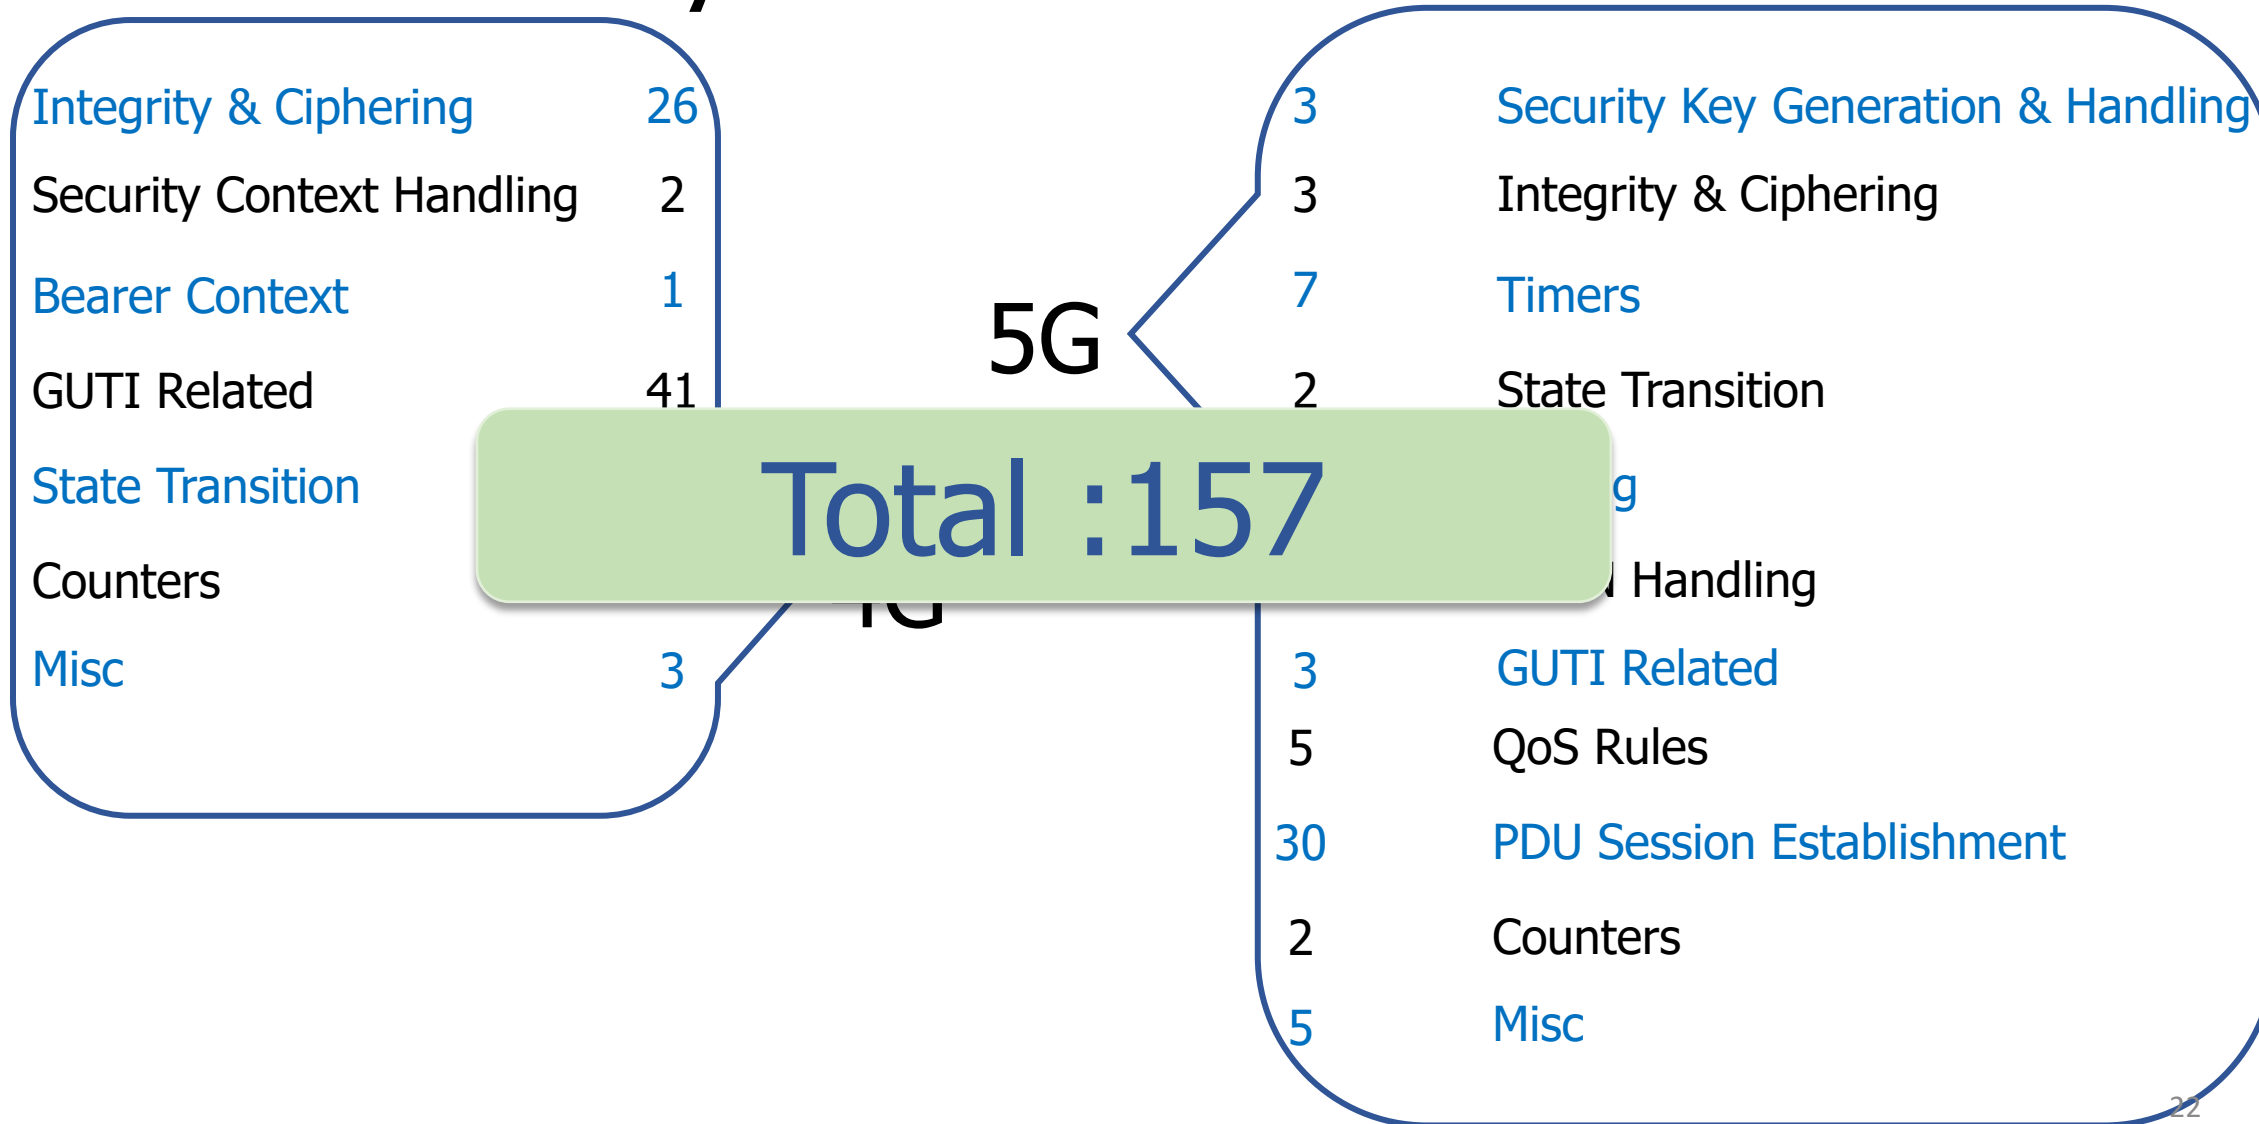 Integrity & Ciphering 26
Security Context Handling 2
Bearer Context 1
GUTI Related 41
State Transition
Counters
Misc 3
5G
4G
Total :157
3 Security Key Generation & Handling
3 Integrity & Ciphering
7 Timers
2 State Transition
Handling
3 GUTI Related
5 QoS Rules
30 PDU Session Establishment
2 Counters
5 Misc
22